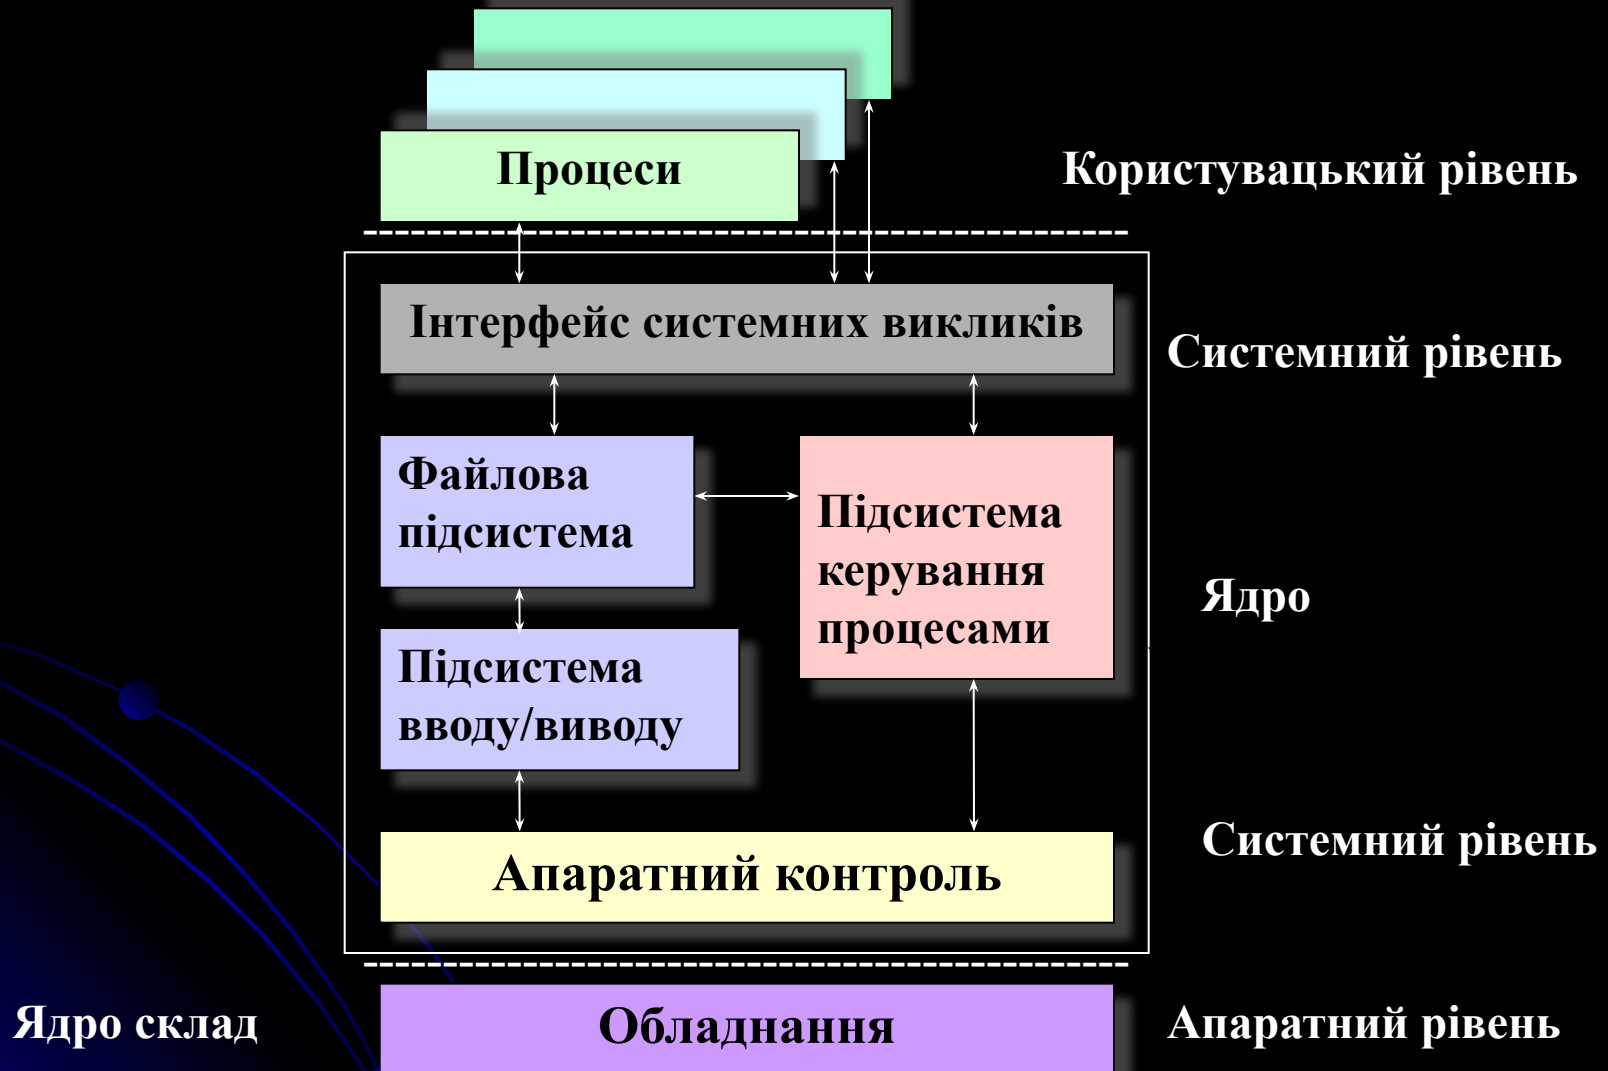 Процеси
Користувацький рівень
Інтерфейс системних викликів
Системний рівень
Файлова
підсистема
Підсистема
керування
процесами
Ядро
Підсистема
вводу/виводу
Системний рівень
Апаратний контроль
Ядро склад
Обладнання
Апаратний рівень